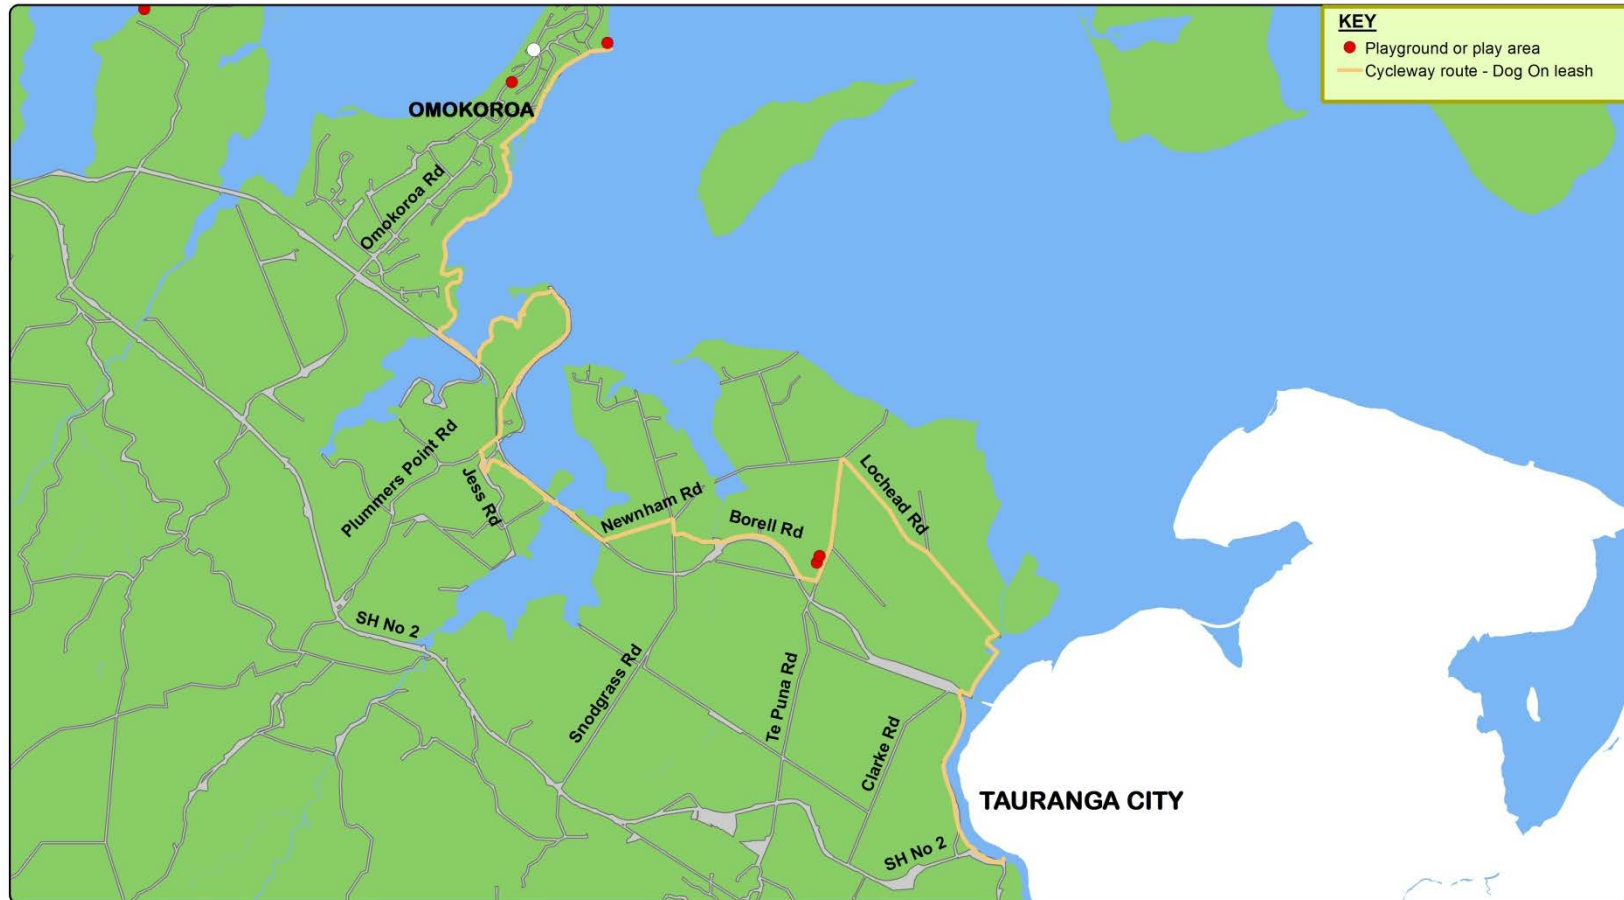 KEY
Playground or play area
Cycleway route - Dog On leash
OMOKOROA
Omokoroa Rd
Plummers Point Rd
Jess Rd
Newnham Rd
Borell Rd
Lochead Rd
SH No 2
Snodgrass Rd
Te Puna Rd
Clarke Rd
TAURANGA CITY
SH No 2